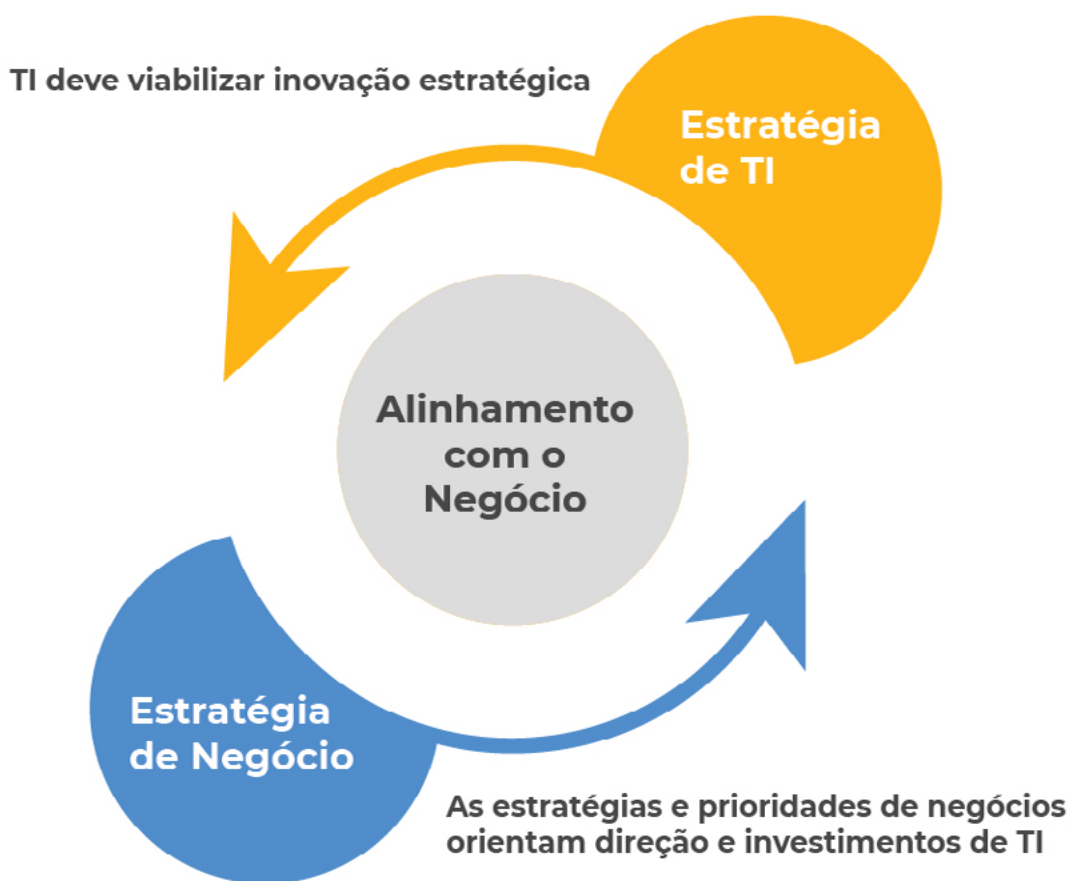 TI deve viabilizar inovação estratégica
Estratégia
de TI
Alinhamento
com o
Negócio
Estratégia
de Negócio
As estratégias e prioridades de negócios
orientam direção e investimentos de TI